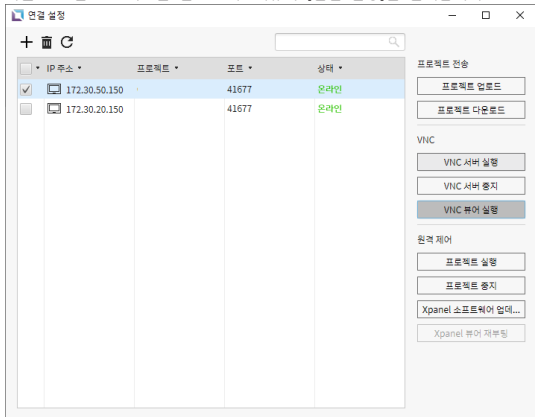 연결 설정
IP 주소 프로젝트 포트 상태
172.30.50.150 41677 온라인
172.30.20.150 41677 온라인
프로젝트 전송
프로젝트 업로드
프로젝트 다운로드
VNC
VNC 서버 실행
VNC 서버 중지
VNC 뷰어 실행
원격 제어
프로젝트 실행
프로젝트 중지
Xpanel 소프트웨어 업데...
Xpanel 뷰어 재부팅